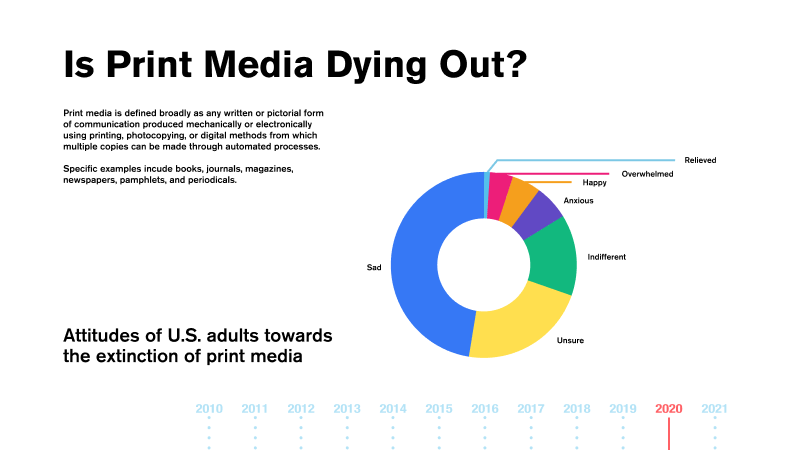 Is Print Media Dying Out?
Print media is defined broadly as any written or pictorial form
of communication produced mechanically or electronically
using printing, photocopying, or digital methods from which
multiple copies can be made through automated processes.
Specific examples incude books, journals, magazines,
newspapers, pamphlets, and periodicals.
Relieved
Overwhelmed
Happy
Anxious
Indifferent
Sad
Unsure
Attitudes of U.S. adults towards
the extinction of print media
2010 2011 2012 2013 2014 2015 2016 2017 2018 2019 2020 2021